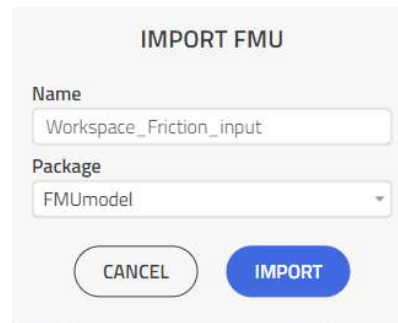 IMPORT FMU
Name
Workspace_Friction_input
Package
FMUmodel
CANCEL IMPORT